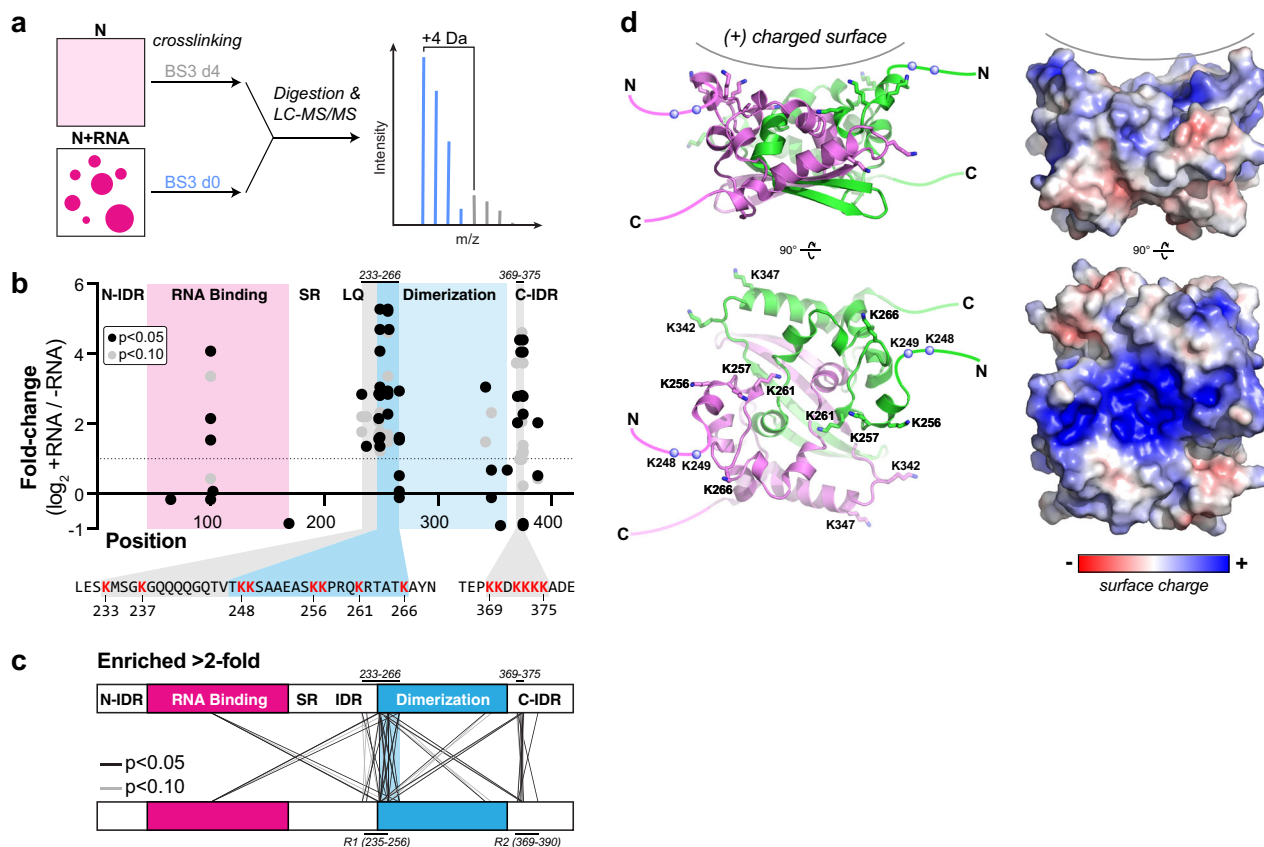 a
N
crosslinking
BS3 d4
N+RNA
BS3 d0
Digestion &
LC-MS/MS
+4 Da
Intensity
m/z
b
233-266
369-375
N-IDR
RNA Binding
SR
LQ
Dimerization
C-IDR
p<0.05
p<0.10
Fold-change
(log2 +RNA / -RNA)
6
4
2
0
-1
100
200
300
400
Position
LESKMSGKGQQQQGQTVTKKSAAEASKKPRQKRTATKAYN
TEPKKDKKKKADE
233
237
248
256
261
266
369
375
c
Enriched >2-fold
233-266
369-375
N-IDR
RNA Binding
SR
IDR
Dimerization
C-IDR
p<0.05
p<0.10
R1 (235-256)
R2 (369-390)
d
(+) charged surface
N
N
C
C
90°
90°
K347
K342
K266
C
K249
K248
N
K257
K256
K261
K261
K257
K256
N
K248
K249
K266
K342
K347
C
-
+
surface charge